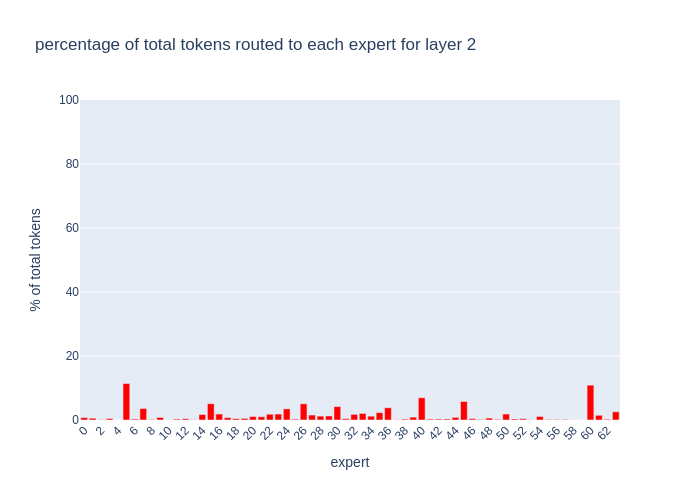 percentage of total tokens routed to each expert for layer 2
100
80
60
40
20
0
% of total tokens
0 2 4 6 8 10 12 14 16 18 20 22 24 26 28 30 32 34 36 38 40 42 44 46 48 50 52 54 56 58 60 62
expert